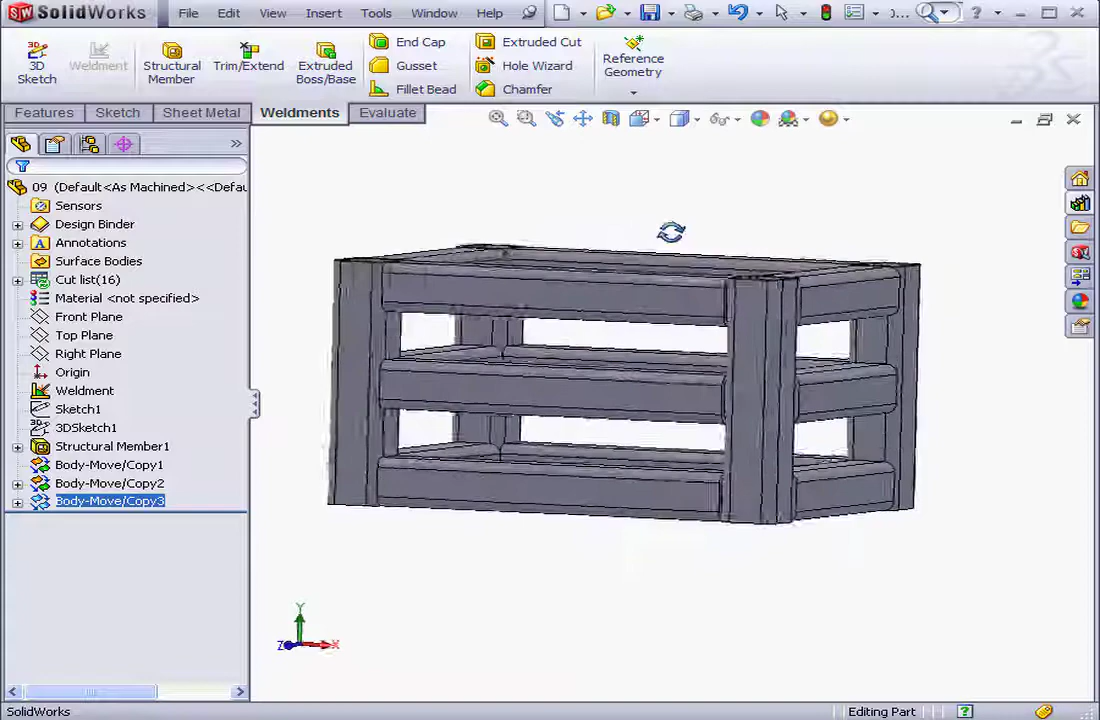 SolidWorks File Edit View Insert Tools Window Help )... ?
3D Sketch
Weldment
Structural Member
Trim/Extend
Extruded Boss/Base
End Cap
Gusset
Fillet Bead
Extruded Cut
Hole Wizard
Chamfer
Reference Geometry
Features Sketch Sheet Metal Weldments Evaluate
09 (Default<As Machined><<Defau
Sensors
Design Binder
Annotations
Surface Bodies
Cut list(16)
Material <not specified>
Front Plane
Top Plane
Right Plane
Origin
Weldment
Sketch1
3DSketch1
Structural Member1
Body-Move/Copy1
Body-Move/Copy2
Body-Move/Copy3
Y
Z X
SolidWorks Editing Part ?